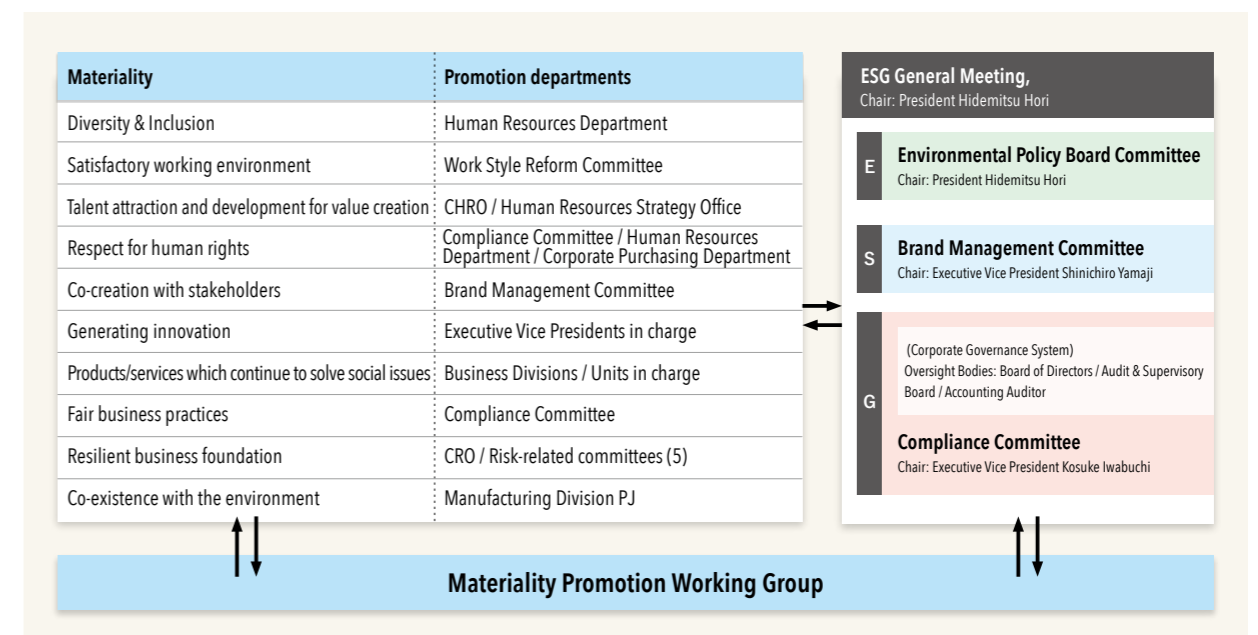 Materiality
Promotion departments
Diversity & Inclusion
Human Resources Department
Satisfactory working environment
Work Style Reform Committee
Talent attraction and development for value creation
CHRO / Human Resources Strategy Office
Respect for human rights
Compliance Committee / Human Resources
Department / Corporate Purchasing Department
Co-creation with stakeholders
Brand Management Committee
Generating innovation
Executive Vice Presidents in charge
Products/services which continue to solve social issues
Business Divisions / Units in charge
Fair business practices
Compliance Committee
Resilient business foundation
CRO / Risk-related committees (5)
Co-existence with the environment
Manufacturing Division PJ
ESG General Meeting,
Chair: President Hidemitsu Hori
E
Environmental Policy Board Committee
Chair: President Hidemitsu Hori
S
Brand Management Committee
Chair: Executive Vice President Shinichiro Yamaji
G
(Corporate Governance System)
Oversight Bodies: Board of Directors / Audit & Supervisory
Board / Accounting Auditor
Compliance Committee
Chair: Executive Vice President Kosuke Iwabuchi
Materiality Promotion Working Group